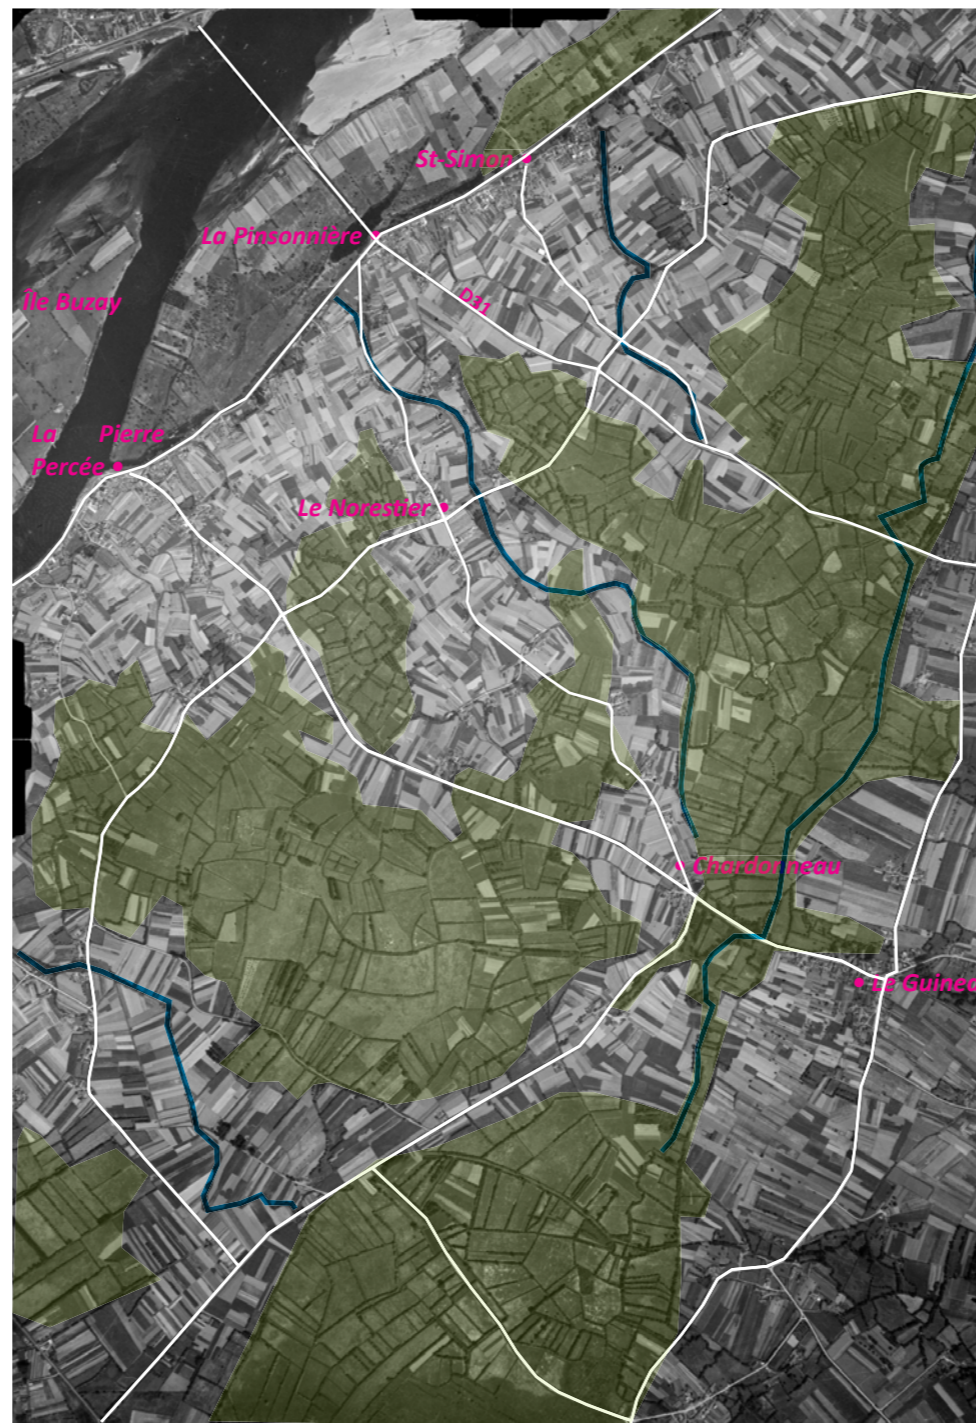 St-Simon
La Pinsonnière
Île Buzay
D31
La Pierre
Percée
Le Norestier
Chardonneau
Le Guineau